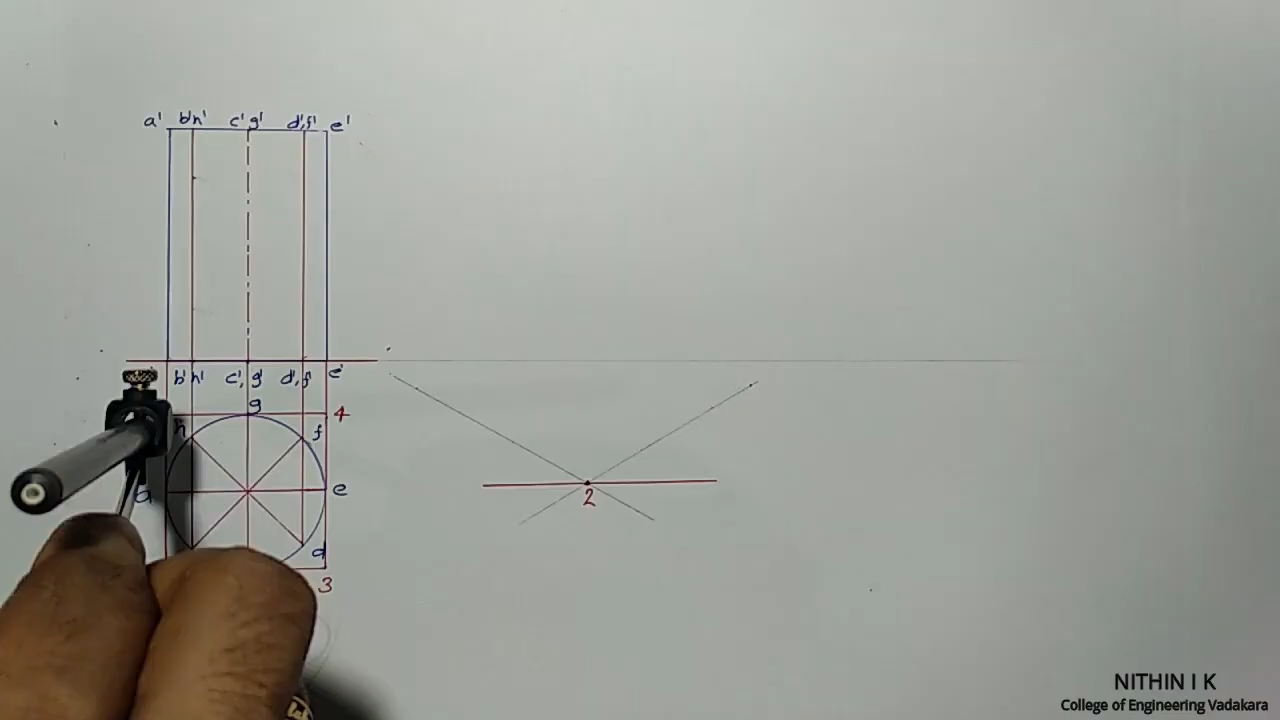 a' b'h' c'g' d',f' e'
b'h' c',g' d',f' e'
g 4
h f
a e
2
d
3
NITHIN I K
College of Engineering Vadakara